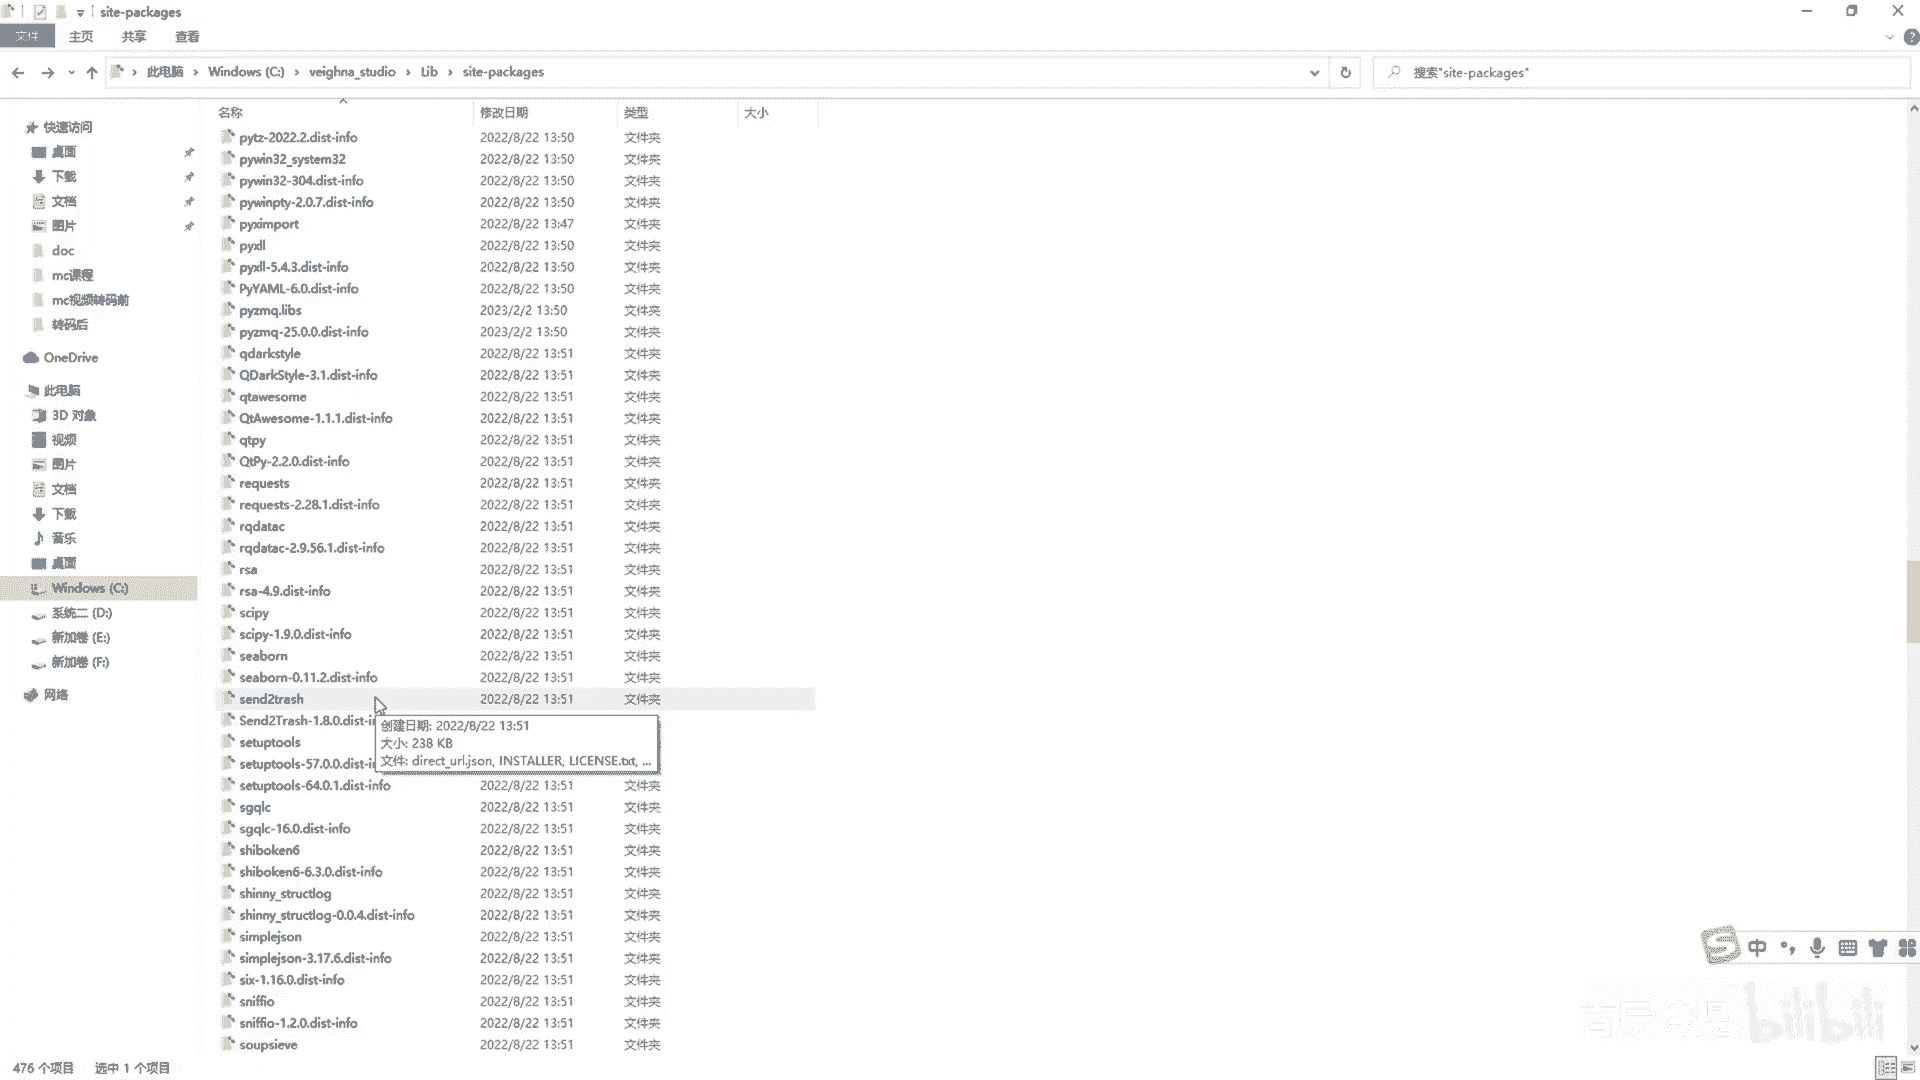 site-packages
文件 主页 共享 查看
此电脑 › Windows (C:) › veighna_studio › Lib › site-packages
搜索"site-packages"
快速访问
桌面
下载
文档
图片
doc
mc课程
mc视频转码前
转码后
OneDrive
此电脑
3D 对象
视频
图片
文档
下载
音乐
桌面
Windows (C:)
系统二 (D:)
新加卷 (E:)
新加卷 (F:)
网络
名称 修改日期 类型 大小
pytz-2022.2.dist-info 2022/8/22 13:50 文件夹
pywin32_system32 2022/8/22 13:50 文件夹
pywin32-304.dist-info 2022/8/22 13:50 文件夹
pywinpty-2.0.7.dist-info 2022/8/22 13:50 文件夹
pyximport 2022/8/22 13:47 文件夹
pyxll 2022/8/22 13:50 文件夹
pyxll-5.4.3.dist-info 2022/8/22 13:50 文件夹
PyYAML-6.0.dist-info 2022/8/22 13:50 文件夹
pyzmq.libs 2023/2/2 13:50 文件夹
pyzmq-25.0.0.dist-info 2023/2/2 13:50 文件夹
qdarkstyle 2022/8/22 13:51 文件夹
QDarkStyle-3.1.dist-info 2022/8/22 13:51 文件夹
qtawesome 2022/8/22 13:51 文件夹
QtAwesome-1.1.1.dist-info 2022/8/22 13:51 文件夹
qtpy 2022/8/22 13:51 文件夹
QtPy-2.2.0.dist-info 2022/8/22 13:51 文件夹
requests 2022/8/22 13:51 文件夹
requests-2.28.1.dist-info 2022/8/22 13:51 文件夹
rqdatac 2022/8/22 13:51 文件夹
rqdatac-2.9.56.1.dist-info 2022/8/22 13:51 文件夹
rsa 2022/8/22 13:51 文件夹
rsa-4.9.dist-info 2022/8/22 13:51 文件夹
scipy 2022/8/22 13:51 文件夹
scipy-1.9.0.dist-info 2022/8/22 13:51 文件夹
seaborn 2022/8/22 13:51 文件夹
seaborn-0.11.2.dist-info 2022/8/22 13:51 文件夹
send2trash 2022/8/22 13:51 文件夹
Send2Trash-1.8.0.dist-in
创建日期: 2022/8/22 13:51
setuptools
大小: 238 KB
setuptools-57.0.0.dist-in
文件: direct_url.json, INSTALLER, LICENSE.txt, ...
setuptools-64.0.1.dist-info 2022/8/22 13:51 文件夹
sgqlc 2022/8/22 13:51 文件夹
sgqlc-16.0.dist-info 2022/8/22 13:51 文件夹
shiboken6 2022/8/22 13:51 文件夹
shiboken6-6.3.0.dist-info 2022/8/22 13:51 文件夹
shinny_structlog 2022/8/22 13:51 文件夹
shinny_structlog-0.0.4.dist-info 2022/8/22 13:51 文件夹
simplejson 2022/8/22 13:51 文件夹
simplejson-3.17.6.dist-info 2022/8/22 13:51 文件夹
six-1.16.0.dist-info 2022/8/22 13:51 文件夹
sniffio 2022/8/22 13:51 文件夹
sniffio-1.2.0.dist-info 2022/8/22 13:51 文件夹
soupsieve 2022/8/22 13:51 文件夹
中
bilibili
476 个项目 选中 1 个项目